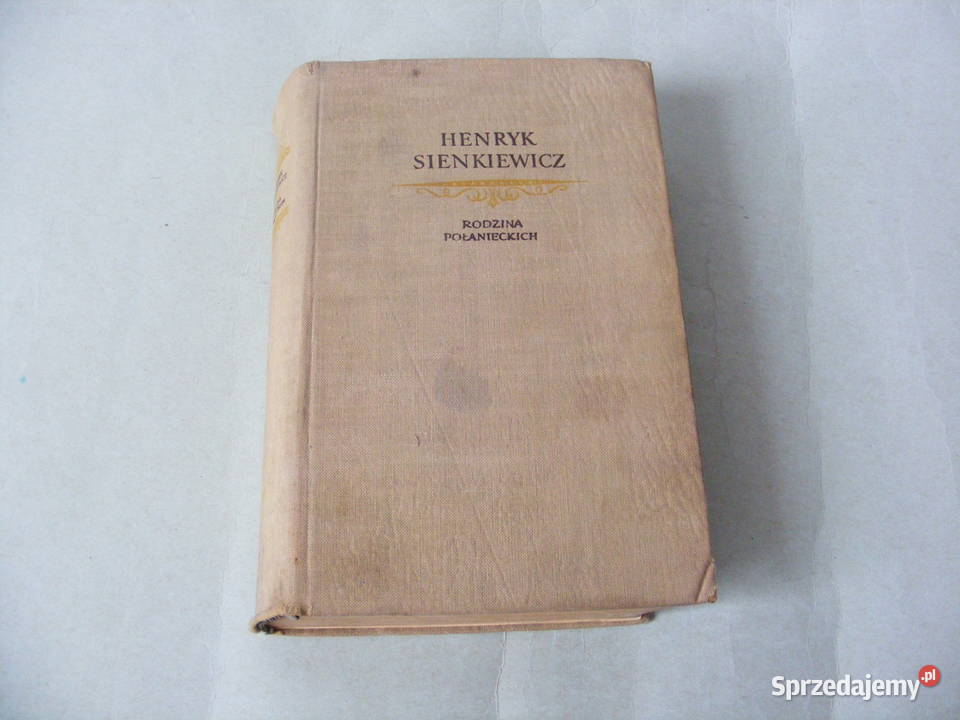 HENRYK
SIENKIEWICZ
RODZINA
POŁANIECKICH
Sprzedajemy.pl